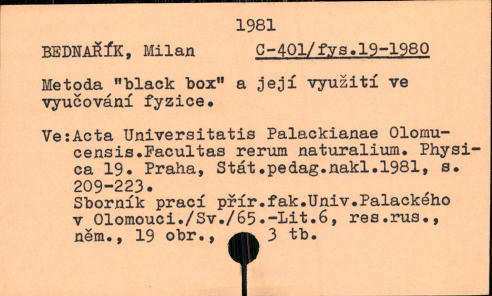 1981
BEDNAŘÍK, Milan C-401/fys.19-1980
Metoda "black box" a její využití ve
vyučování fyzice.
Ve:Acta Universitatis Palackianae Olomu-
censis.Facultas rerum naturalium. Physi-
ca 19. Praha, Stát.pedag.nakl.1981, s.
209-223.
Sborník prací přír.fak.Univ.Palackého
v Olomouci./Sv./65.-Lit.6, res.rus.,
něm., 19 obr., 3 tb.